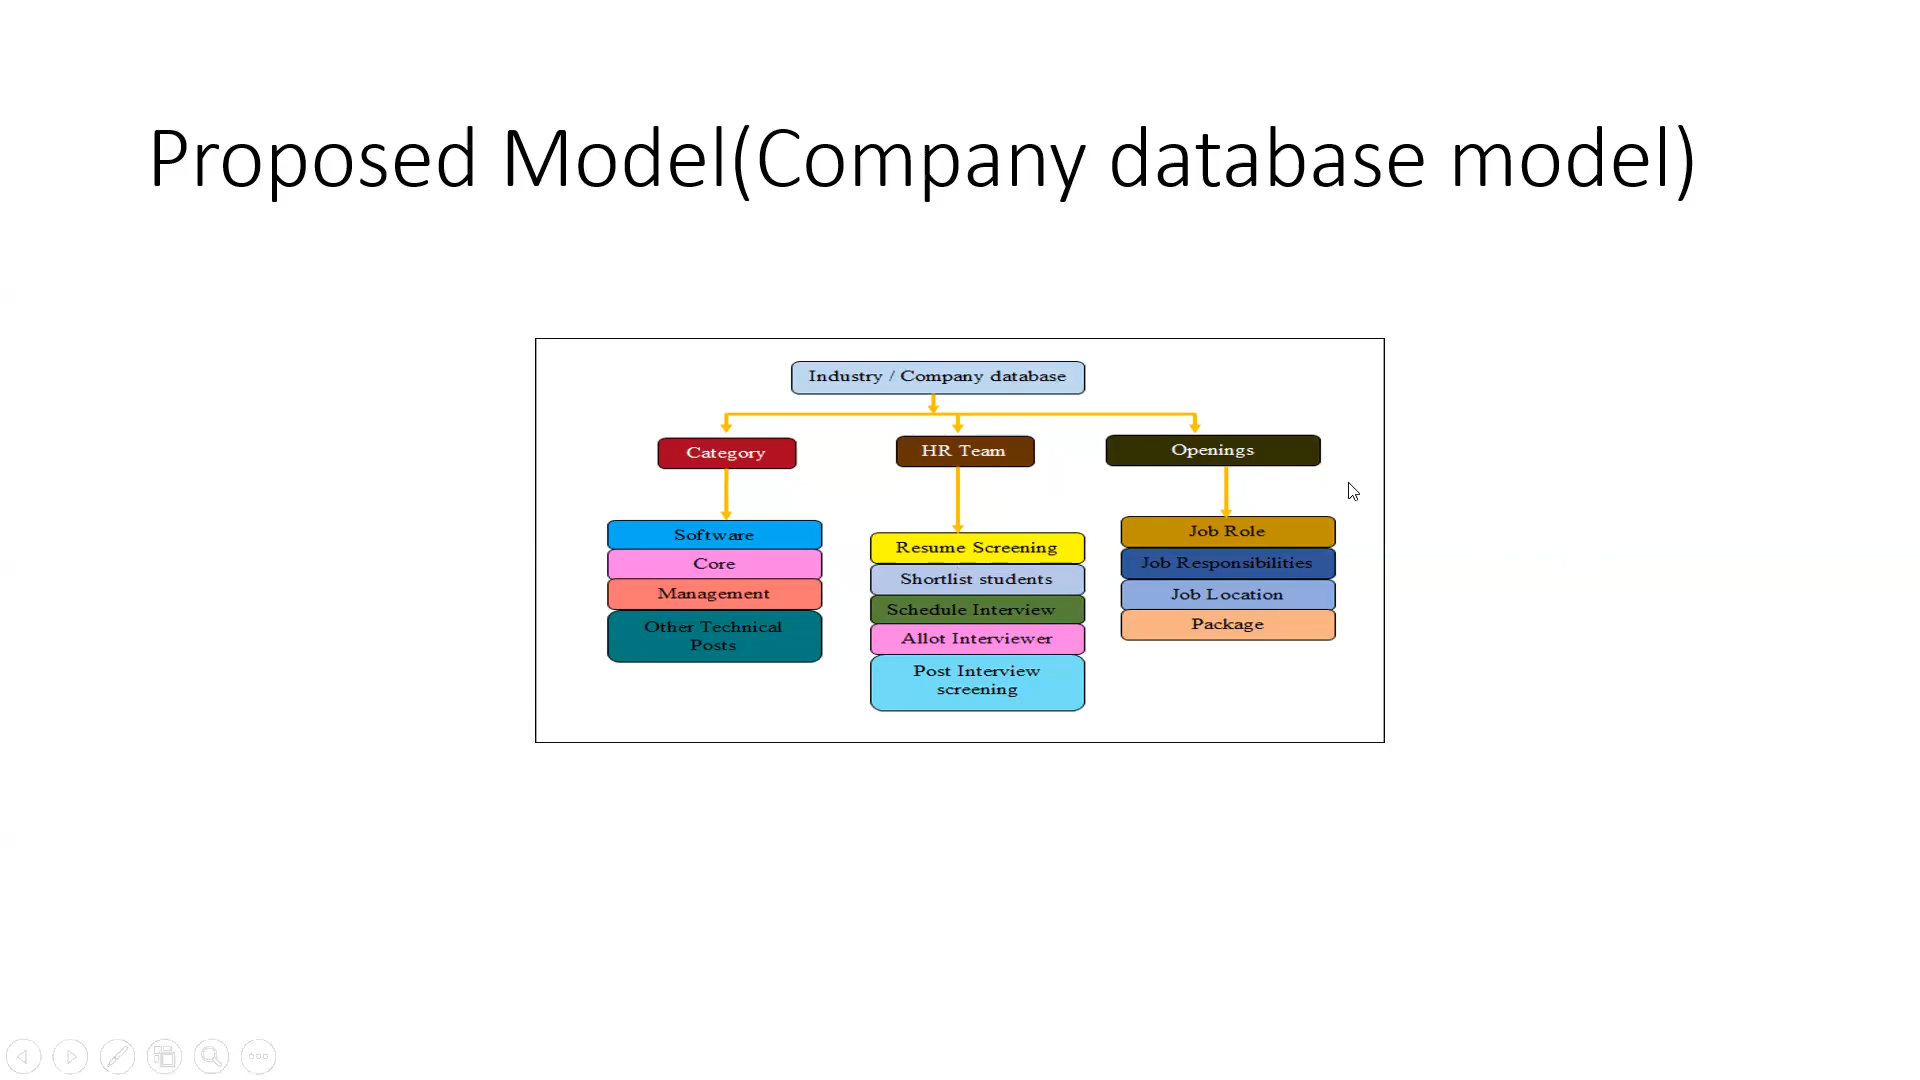 Proposed Model(Company database model)
Industry / Company database
Category
HR Team
Openings
Software
Core
Management
Other Technical
Posts
Resume Screening
Shortlist students
Schedule Interview
Allot Interviewer
Post Interview
screening
Job Role
Job Responsibilities
Job Location
Package